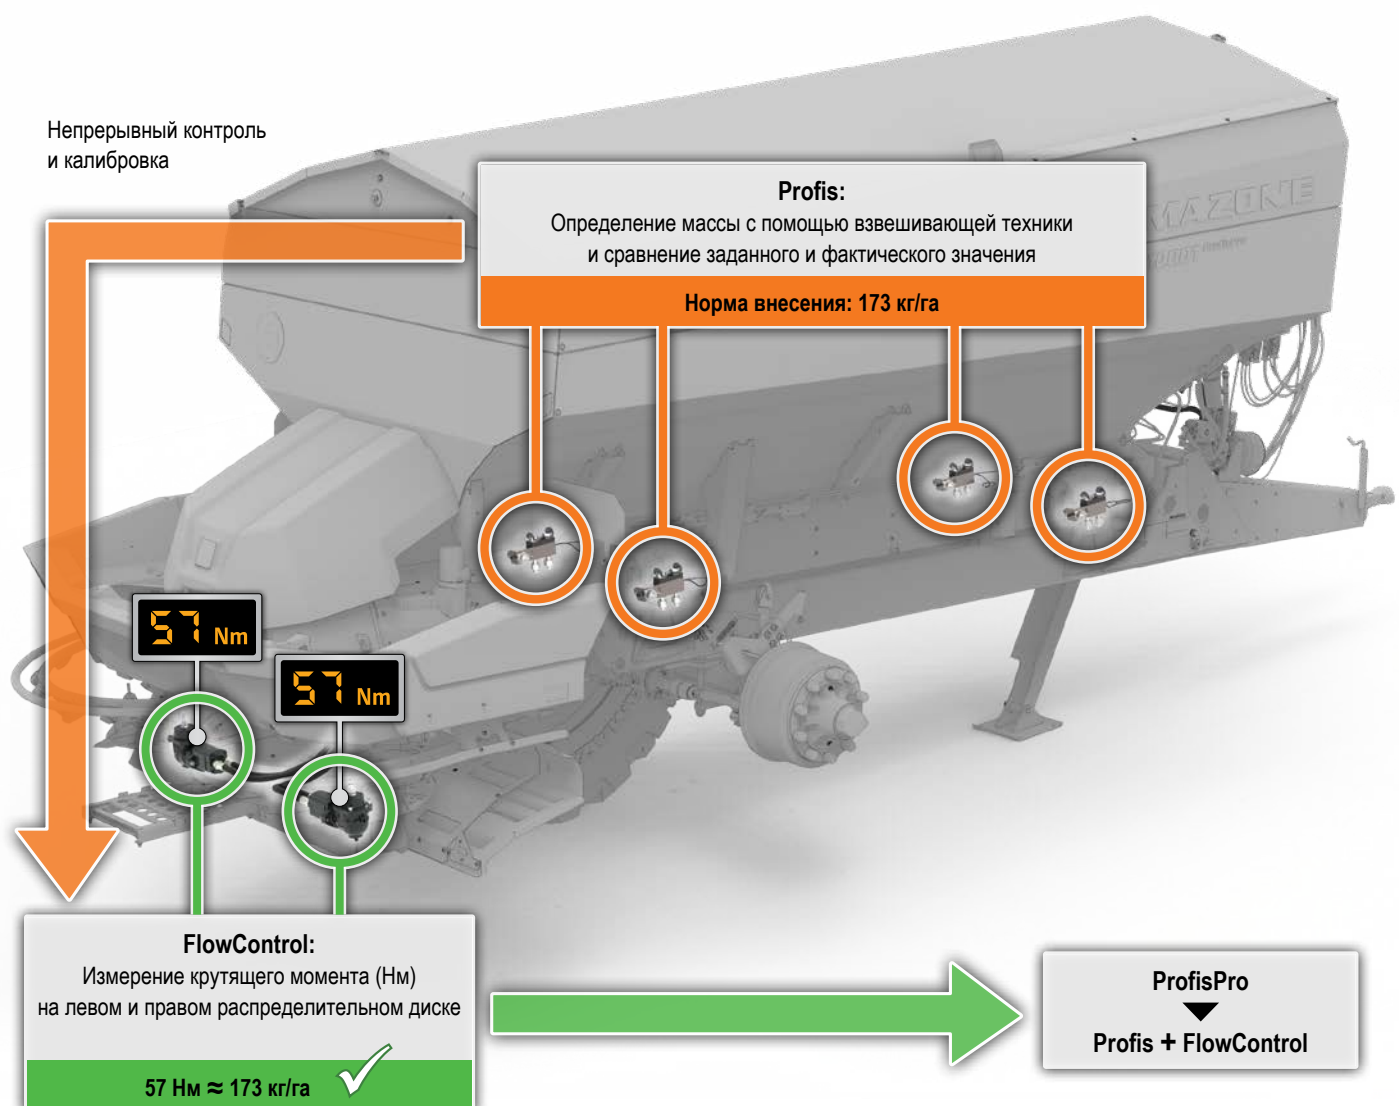 Непрерывный контроль
и калибровка
Profis:
Определение массы с помощью взвешивающей техники
и сравнение заданного и фактического значения
Норма внесения: 173 кг/га
MAZONE
57 Nm
57 Nm
FlowControl:
Измерение крутящего момента (Нм)
на левом и правом распределительном диске
57 Нм ≈ 173 кг/га
ProfisPro
Profis + FlowControl